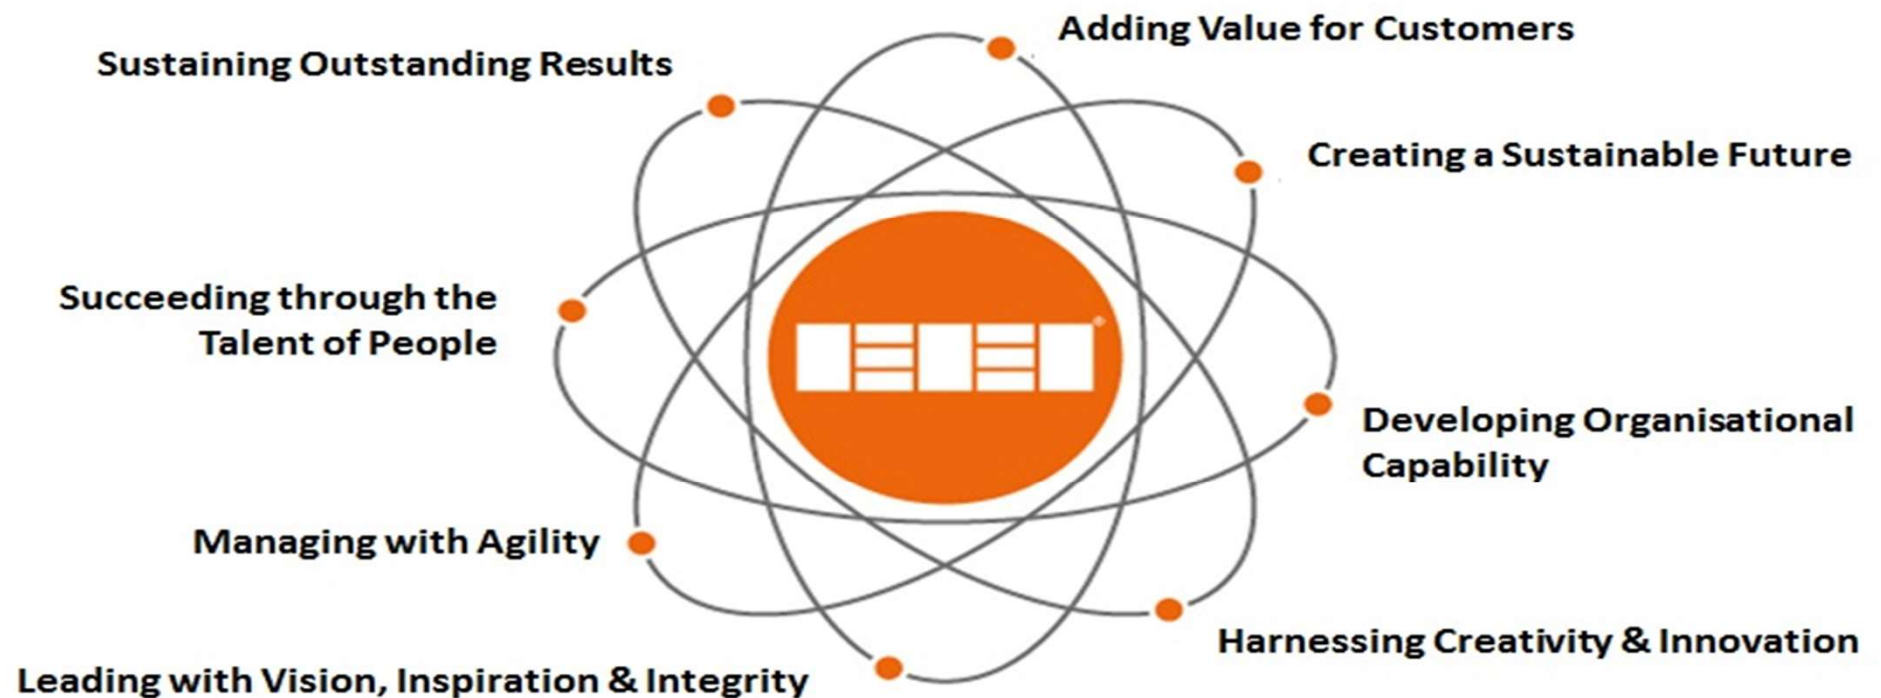 Adding Value for Customers
Creating a Sustainable Future
Developing Organisational
Capability
Harnessing Creativity & Innovation
Leading with Vision, Inspiration & Integrity
Managing with Agility
Succeeding through the
Talent of People
Sustaining Outstanding Results